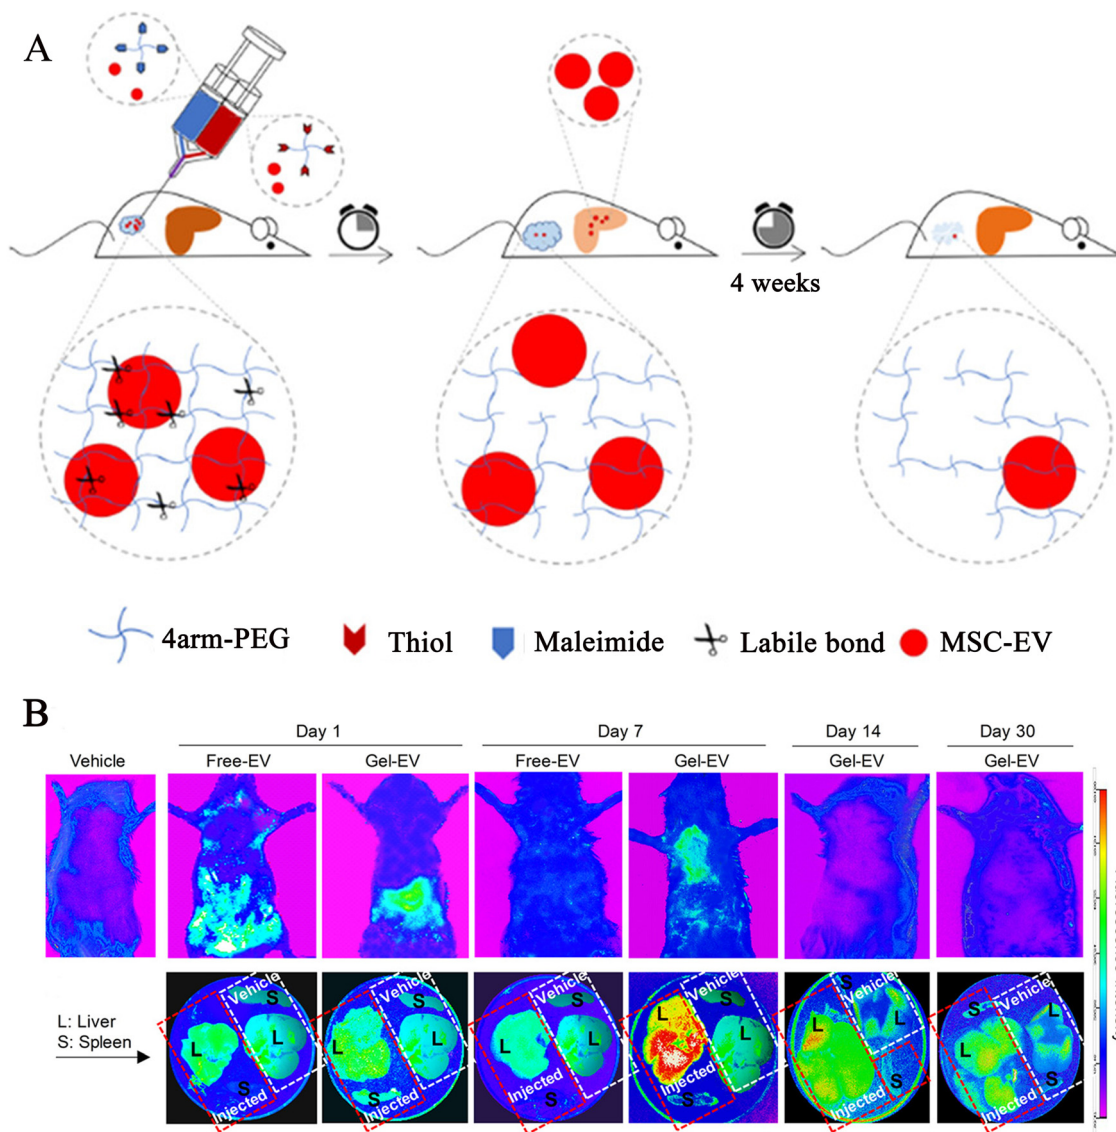 A
4 weeks
4arm-PEG
Thiol
Maleimide
Labile bond
MSC-EV
B
Day 1
Day 7
Day 14
Day 30
Vehicle
Free-EV
Gel-EV
Free-EV
Gel-EV
Gel-EV
Gel-EV
L: Liver
S: Spleen
Vehicle
S
L
L
S
Injected
Vehicle
S
L
L
S
Injected
Vehicle
S
L
L
S
Injected
Vehicle
S
L
L
S
Injected
S
Vehicle
L
L
S
Injected
Vehicle
S
L
L
S
Injected